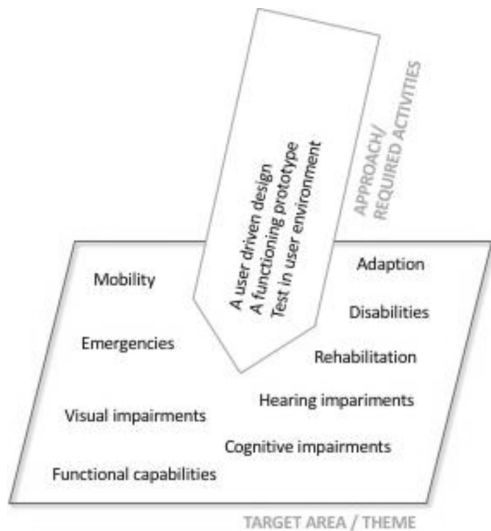 APPROACH/
REQUIRED ACTIVITIES
A user driven design
A functioning prototype
Test in user environment
Mobility
Adaption
Disabilities
Emergencies
Rehabilitation
Hearing impariments
Visual impairments
Cognitive impairments
Functional capabilities
TARGET AREA / THEME